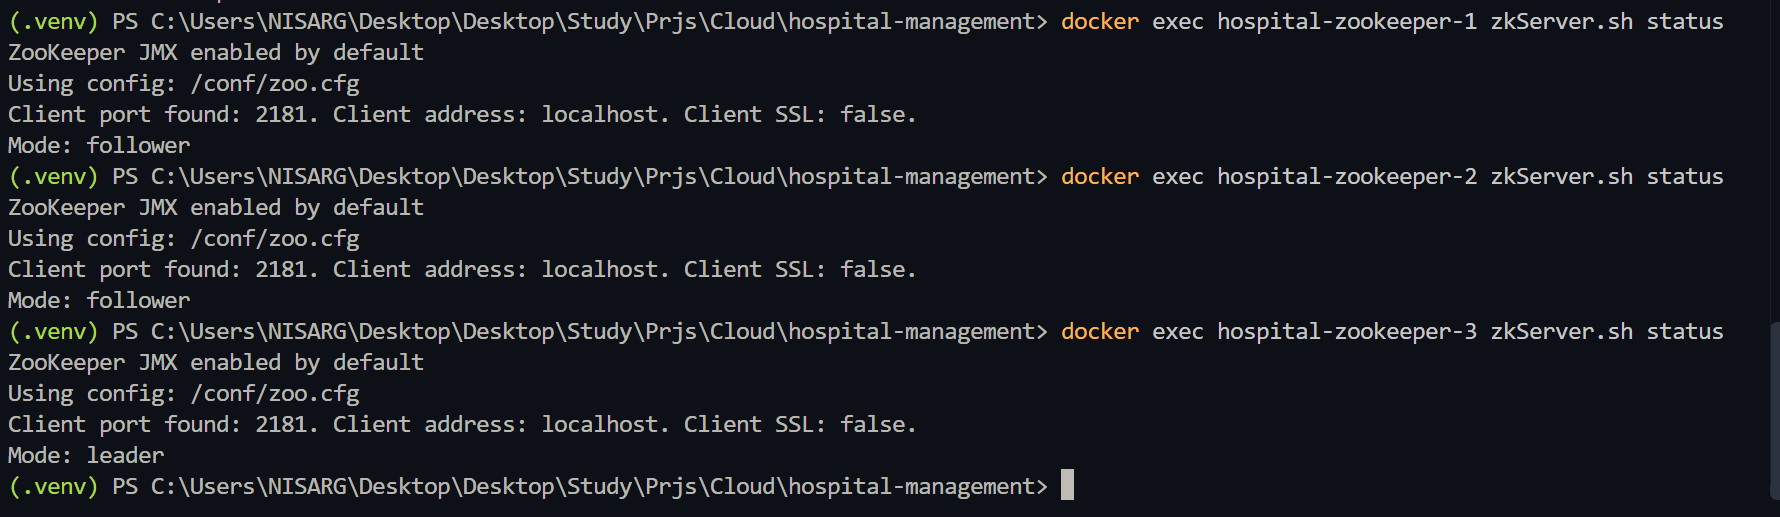 (.venv) PS C:\Users\NISARG\Desktop\Desktop\Study\Prjs\Cloud\hospital-management> docker exec hospital-zookeeper-1 zkServer.sh status
ZooKeeper JMX enabled by default
Using config: /conf/zoo.cfg
Client port found: 2181. Client address: localhost. Client SSL: false.
Mode: follower
(.venv) PS C:\Users\NISARG\Desktop\Desktop\Study\Prjs\Cloud\hospital-management> docker exec hospital-zookeeper-2 zkServer.sh status
ZooKeeper JMX enabled by default
Using config: /conf/zoo.cfg
Client port found: 2181. Client address: localhost. Client SSL: false.
Mode: follower
(.venv) PS C:\Users\NISARG\Desktop\Desktop\Study\Prjs\Cloud\hospital-management> docker exec hospital-zookeeper-3 zkServer.sh status
ZooKeeper JMX enabled by default
Using config: /conf/zoo.cfg
Client port found: 2181. Client address: localhost. Client SSL: false.
Mode: leader
(.venv) PS C:\Users\NISARG\Desktop\Desktop\Study\Prjs\Cloud\hospital-management>